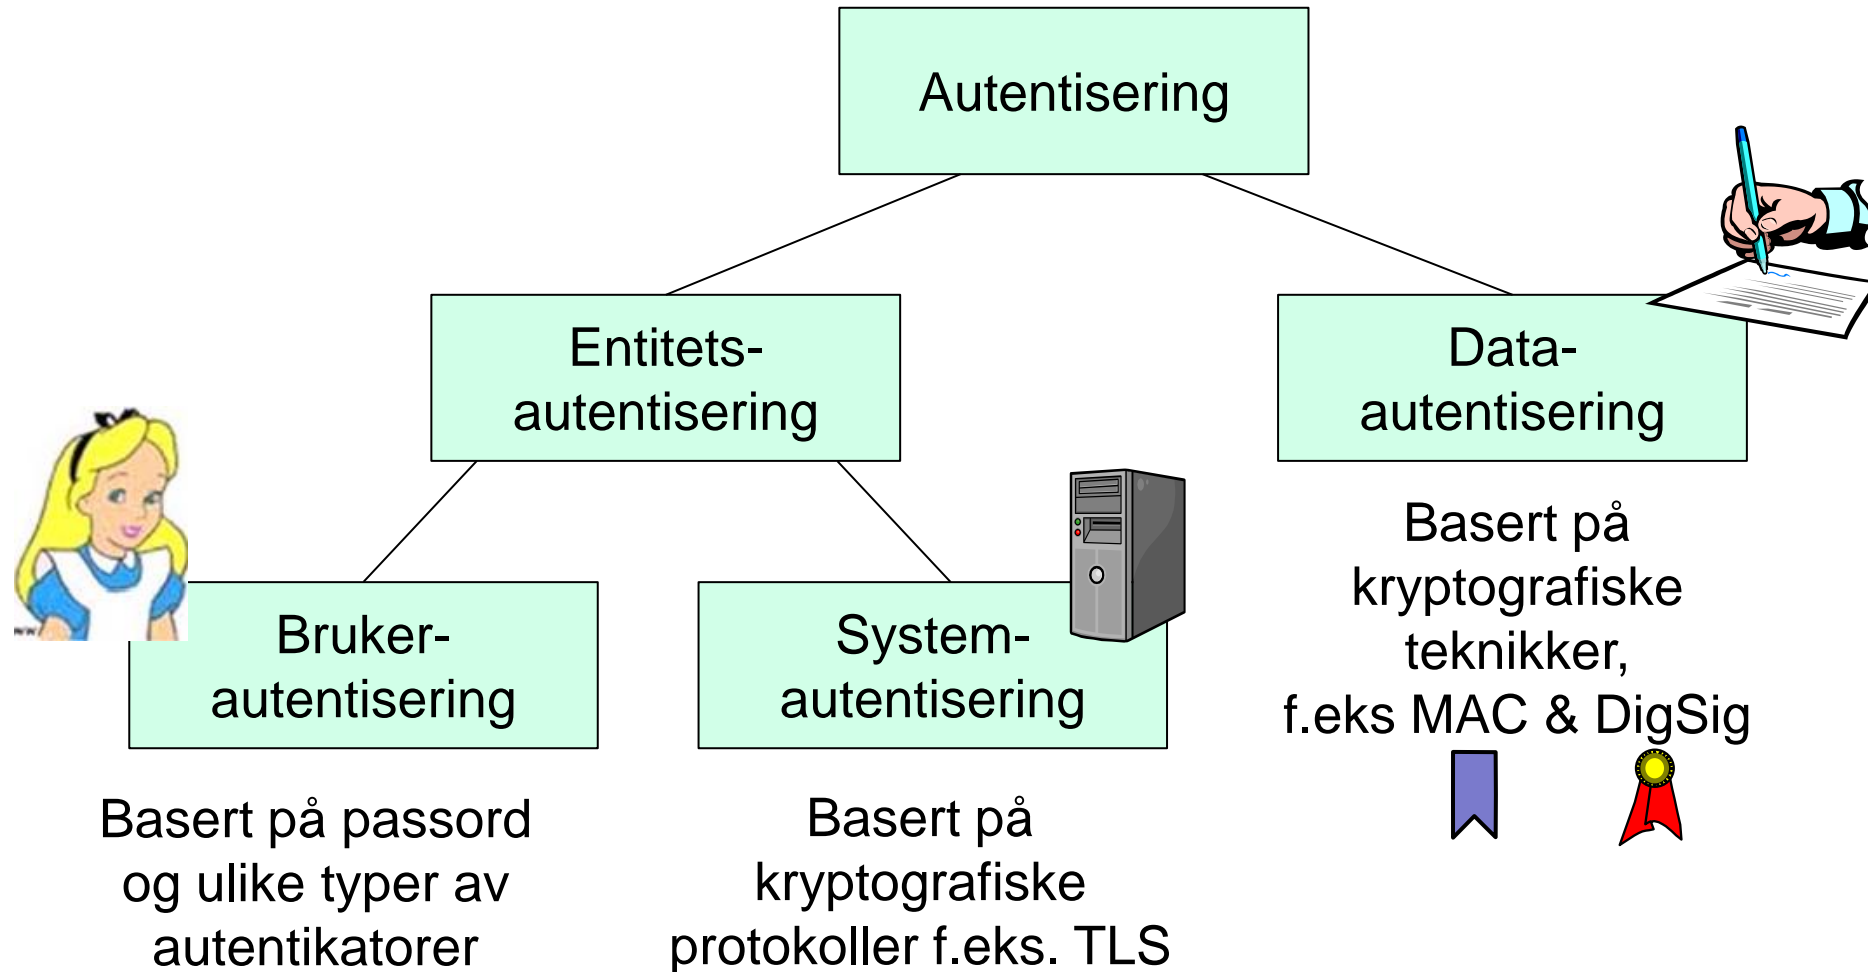 Autentisering
Entitets-
autentisering
Data-
autentisering
Bruker-
autentisering
System-
autentisering
Basert på
kryptografiske
teknikker,
f.eks MAC & DigSig
Basert på passord
og ulike typer av
autentikatorer
Basert på
kryptografiske
protokoller f.eks. TLS